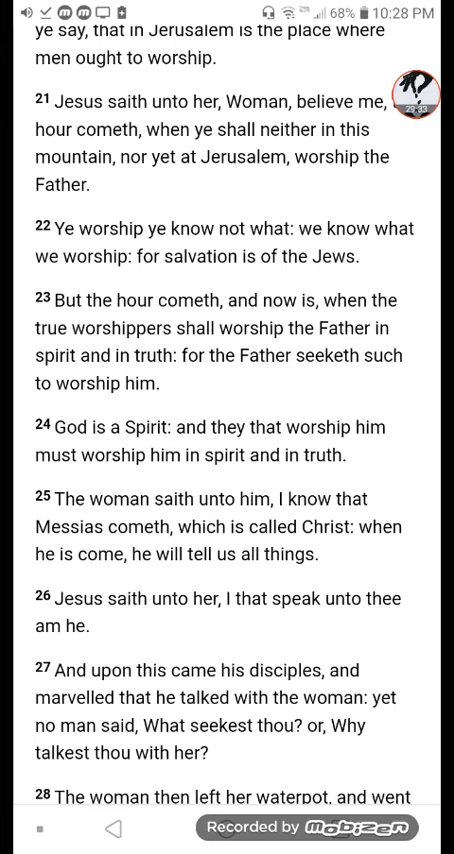 68% 10:28 PM
ye say, that in Jerusalem is the place where
men ought to worship.
21 Jesus saith unto her, Woman, believe me,
29:33
hour cometh, when ye shall neither in this
mountain, nor yet at Jerusalem, worship the
Father.
22 Ye worship ye know not what: we know what
we worship: for salvation is of the Jews.
23 But the hour cometh, and now is, when the
true worshippers shall worship the Father in
spirit and in truth: for the Father seeketh such
to worship him.
24 God is a Spirit: and they that worship him
must worship him in spirit and in truth.
25 The woman saith unto him, I know that
Messias cometh, which is called Christ: when
he is come, he will tell us all things.
26 Jesus saith unto her, I that speak unto thee
am he.
27 And upon this came his disciples, and
marvelled that he talked with the woman: yet
no man said, What seekest thou? or, Why
talkest thou with her?
28 The woman then left her waterpot, and went
Recorded by mobizen